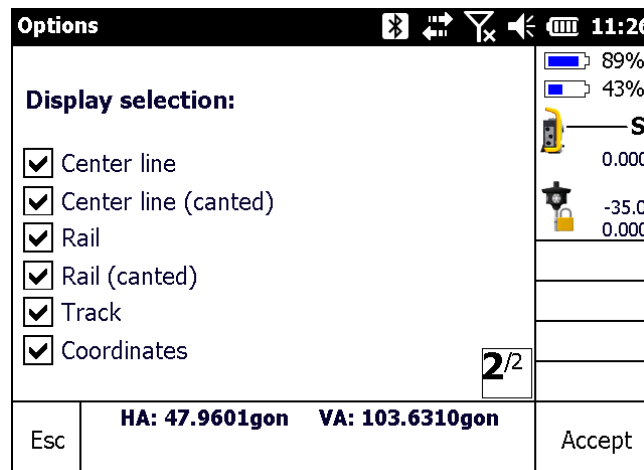 Options 11:26
89%
43%
Display selection:
S
Center line
0.000
Center line (canted)
-35.0
Rail
0.000
Rail (canted)
Track
Coordinates
2/2
HA: 47.9601gon VA: 103.6310gon
Esc
Accept